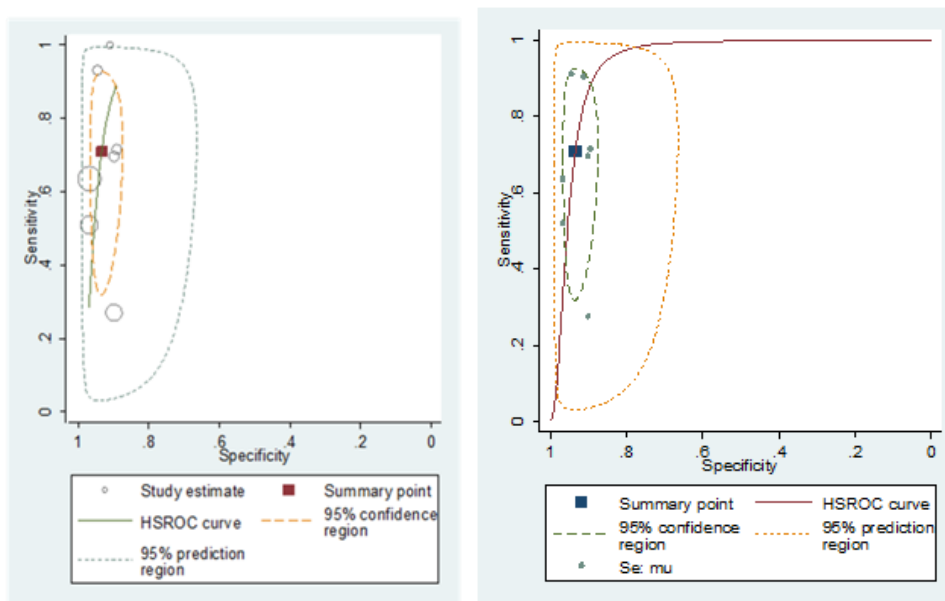 Sensitivity
1
.8
.6
.4
.2
0
1 .8 .6 .4 .2 0
Specificity
Study estimate Summary point
HSROC curve 95% confidence
region
95% prediction
region
Sensitivity
1
.8
.6
.4
.2
0
1 .8 .6 .4 .2 0
Specificity
Summary point HSROC curve
95% confidence 95% prediction
region region
Se: mu